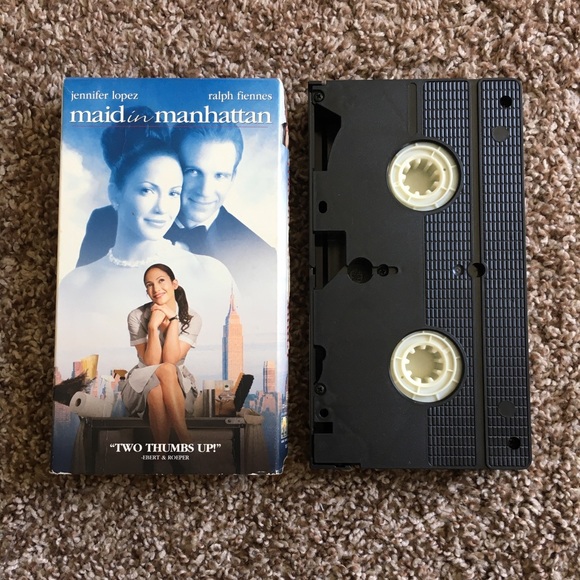 jennifer lopez ralph fiennes
maid in manhattan
"TWO THUMBS UP!"
-EBERT & ROEPER